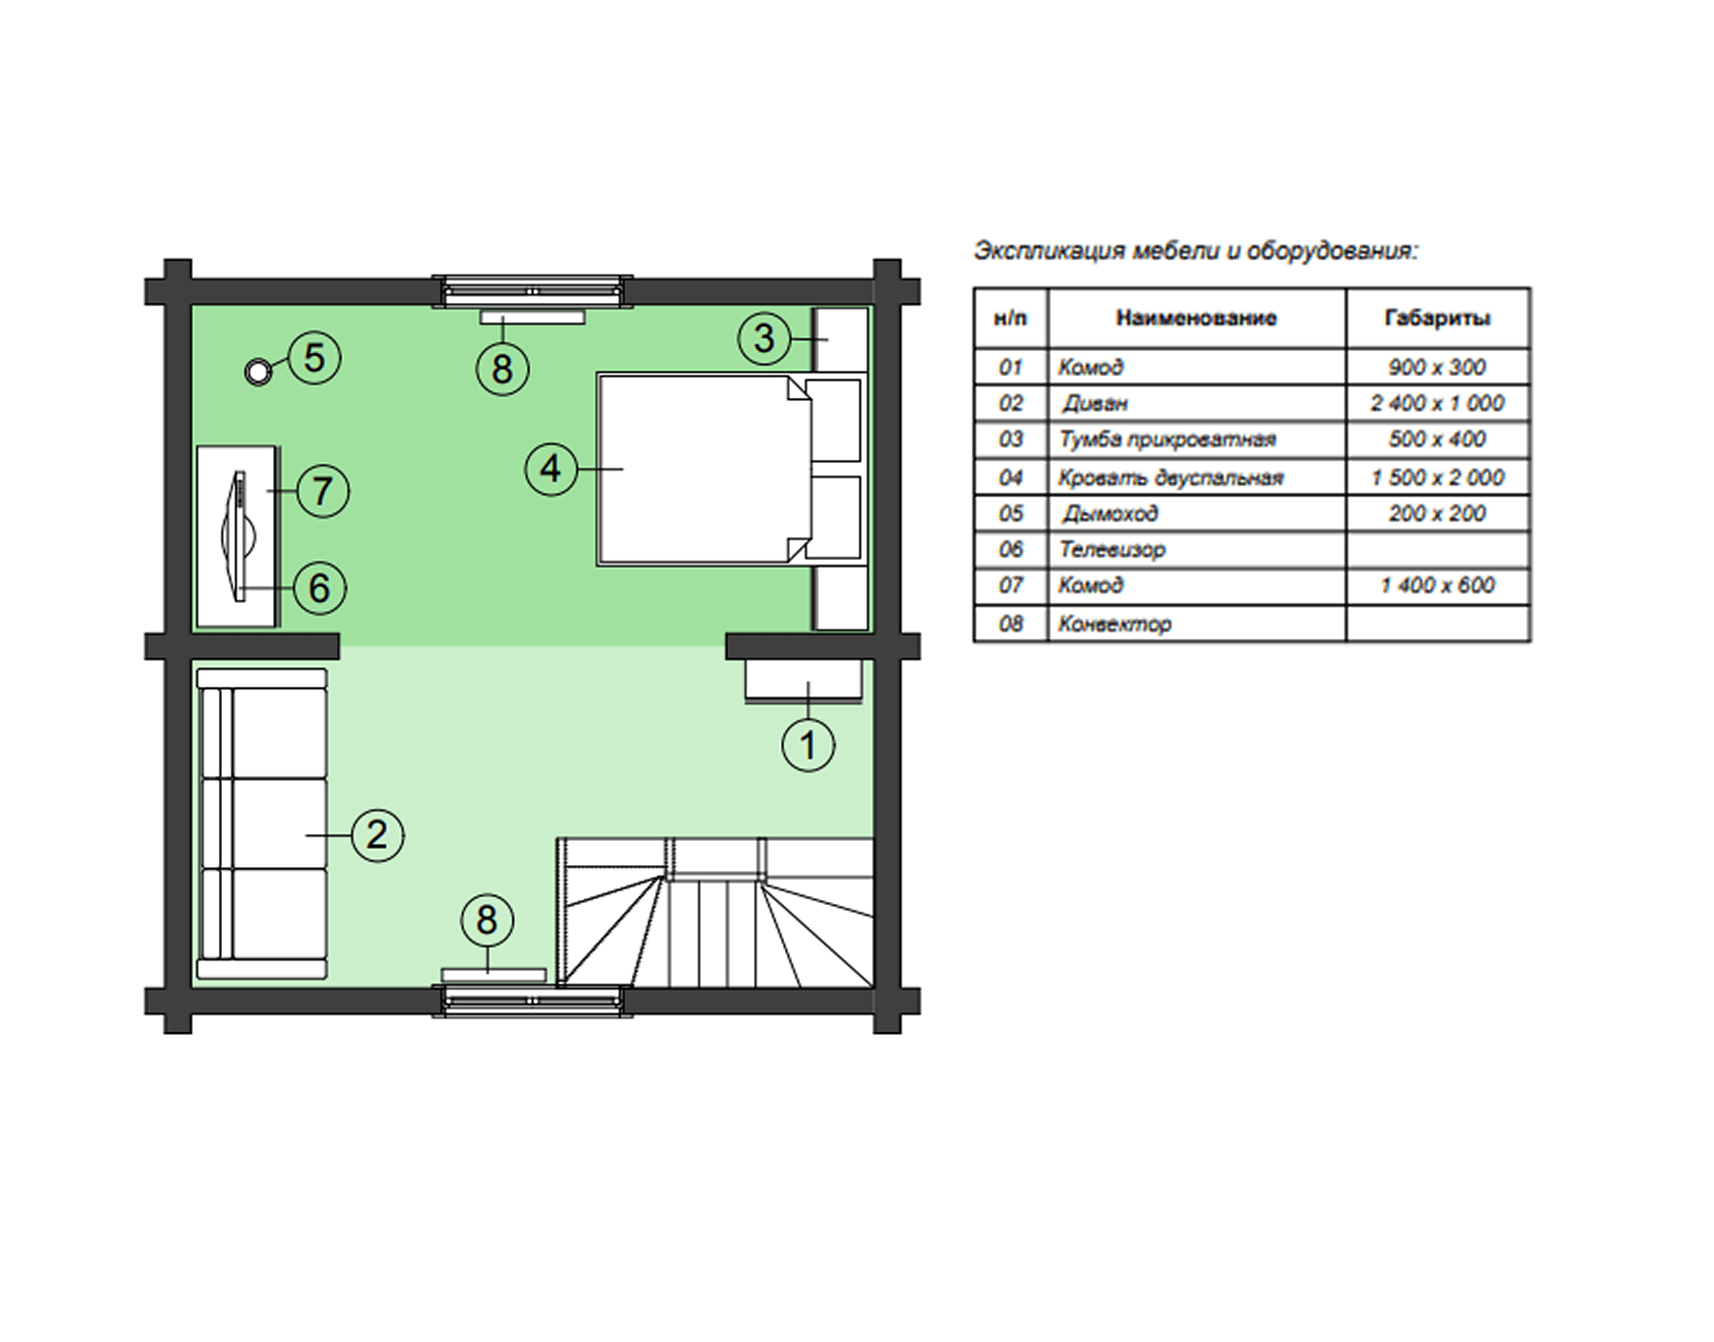 Экспликация мебели и оборудования:
н/п Наименование Габариты
01 Комод 900 x 300
02 Диван 2 400 x 1 000
03 Тумба прикроватная 500 x 400
04 Кровать двуспальная 1 500 x 2 000
05 Дымоход 200 x 200
06 Телевизор
07 Комод 1 400 x 600
08 Конвектор
3
5
8
4
7
6
1
2
8